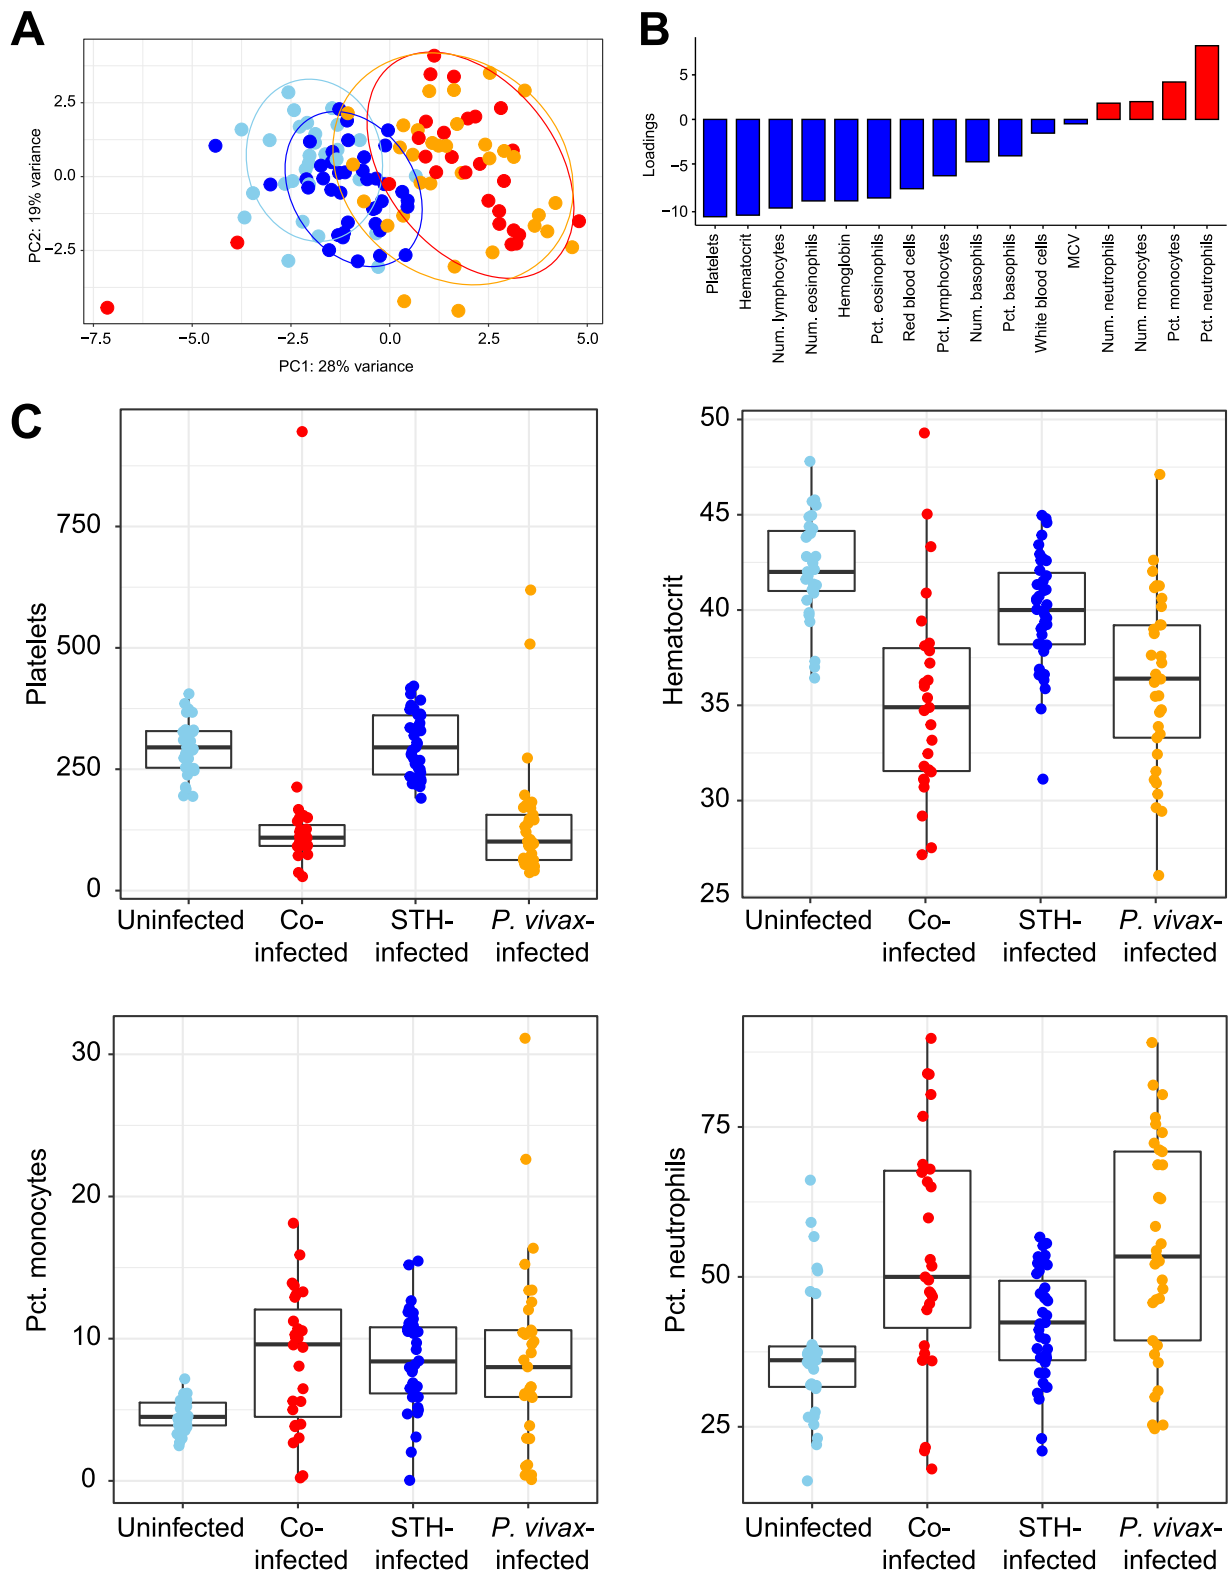 A
PC2: 19% variance
2.5
0.0
−2.5
−7.5
−5.0
−2.5
0.0
2.5
5.0
PC1: 28% variance
B
Loadings
5
0
−5
−10
Platelets
Hematocrit
Num. lymphocytes
Num. eosinophils
Hemoglobin
Pct. eosinophils
Red blood cells
Pct. lymphocytes
Num. basophils
Pct. basophils
White blood cells
MCV
Num. neutrophils
Num. monocytes
Pct. monocytes
Pct. neutrophils
C
Platelets
750
500
250
0
Uninfected
Co-
infected
STH-
infected
P. vivax-
infected
Hematocrit
50
45
40
35
30
25
Uninfected
Co-
infected
STH-
infected
P. vivax-
infected
Pct. monocytes
30
20
10
0
Uninfected
Co-
infected
STH-
infected
P. vivax-
infected
Pct. neutrophils
75
50
25
Uninfected
Co-
infected
STH-
infected
P. vivax-
infected